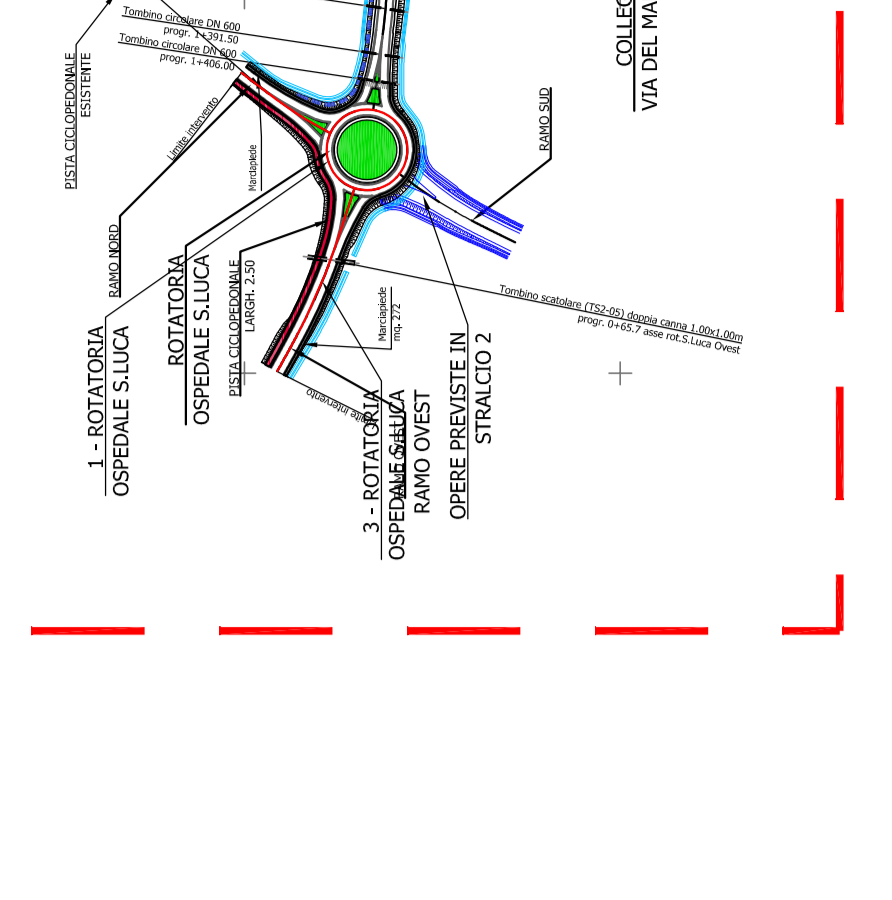 Tombino circolare DN 600
progr. 1+391.50
Tombino circolare DN 600
progr. 1+406.00
PISTA CICLOPEDONALE
ESISTENTE
Limite intervento
Marciapiede
RAMO NORD
ROTATORIA
OSPEDALE S.LUCA
PISTA CICLOPEDONALE
LARGH. 2.50
1 - ROTATORIA
OSPEDALE S.LUCA
Marciapiede
mq. 272
intervento
3 - ROTATORIA
OSPEDALE S.LUCA
RAMO OVEST
RAMO OVEST
OPERE PREVISTE IN
STRALCIO 2
RAMO SUD
Tombino scatolare (TS2-05) doppia canna 1.00x1.00m
progr. 0+65.7 asse rot.S.Luca Ovest
COLLEC
VIA DEL MA